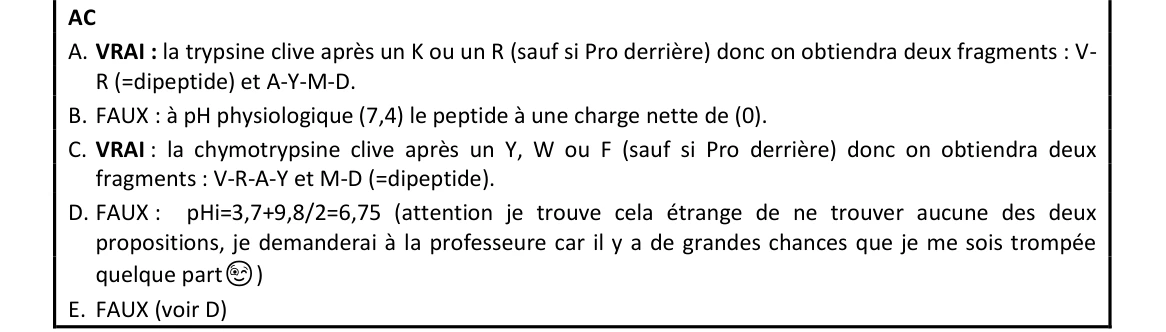 AC
A. VRAI : la trypsine clive après un K ou un R (sauf si Pro derrière) donc on obtiendra deux fragments : V-
R (=dipeptide) et A-Y-M-D.
B. FAUX : à pH physiologique (7,4) le peptide à une charge nette de (0).
C. VRAI : la chymotrypsine clive après un Y, W ou F (sauf si Pro derrière) donc on obtiendra deux
fragments : V-R-A-Y et M-D (=dipeptide).
D. FAUX : pHi=3,7+9,8/2=6,75 (attention je trouve cela étrange de ne trouver aucune des deux
propositions, je demanderai à la professeure car il y a de grandes chances que je me sois trompée
quelque part )
E. FAUX (voir D)